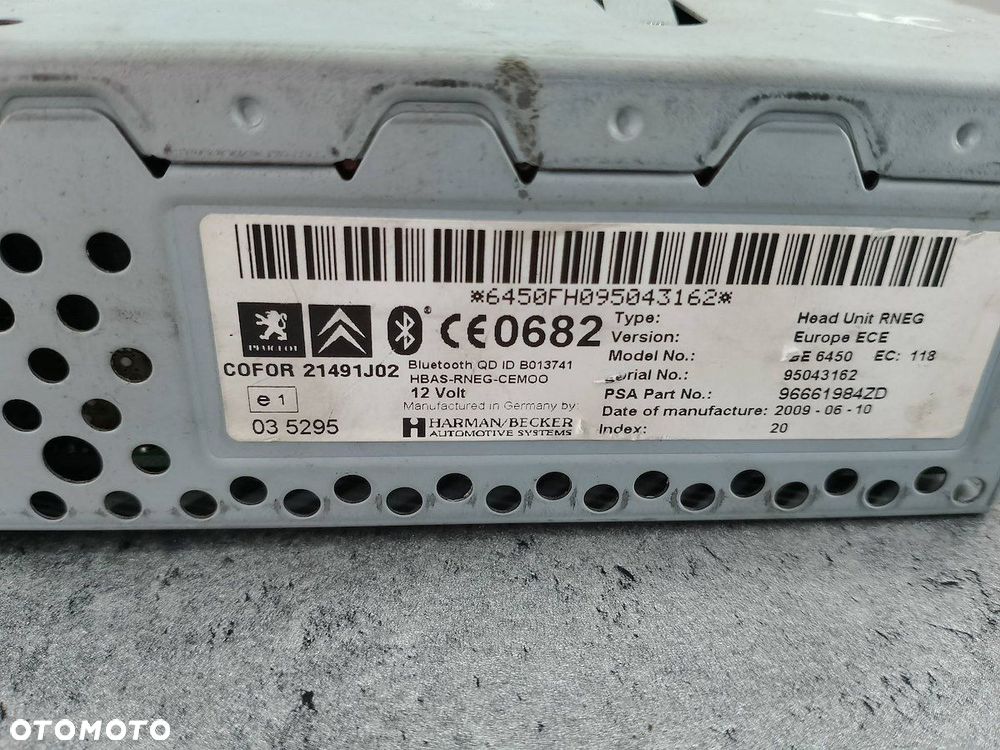 *6450FH095043162*
PEUGEOT
CE0682
COFOR 21491J02
Bluetooth QD ID B013741
HBAS-RNEG-CEMOO
12 Volt
Manufactured in Germany by:
HARMAN/BECKER
AUTOMOTIVE SYSTEMS
e1
03 5295
Type: Head Unit RNEG
Version: Europe ECE
Model No.: BE 6450 EC: 118
Serial No.: 95043162
PSA Part No.: 96661984ZD
Date of manufacture: 2009 - 06 - 10
Index: 20
OTOMOTO